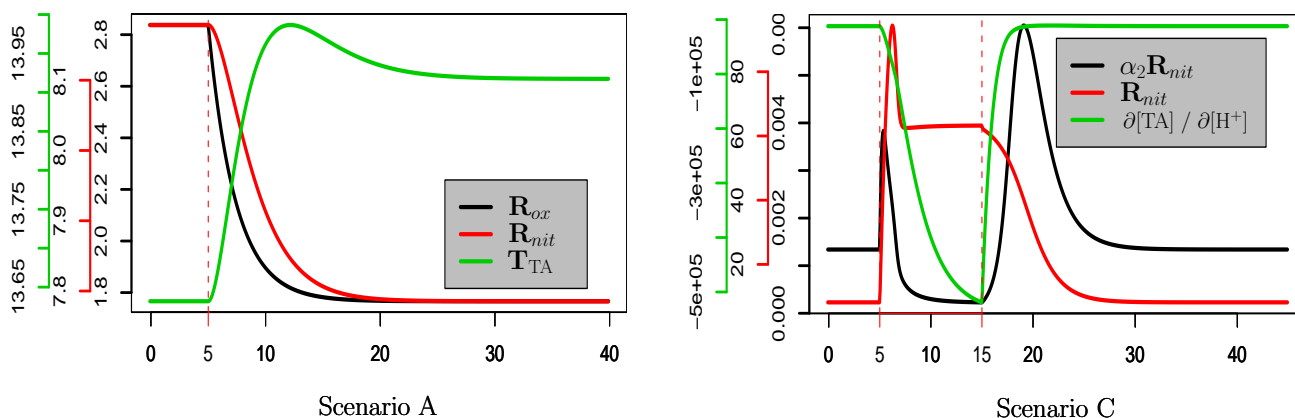 13.65 13.75 13.85 13.95
7.8 7.9 8.0 8.1
1.8 2.0 2.2 2.4 2.6 2.8
R_ox
R_nit
T_TA
0 5 10 20 30 40
Scenario A
−5e+05 −3e+05 −1e+05
20 40 60 80
0.000 0.002 0.004 0.00
α₂R_nit
R_nit
∂[TA] / ∂[H⁺]
0 5 10 15 20 30 40
Scenario C